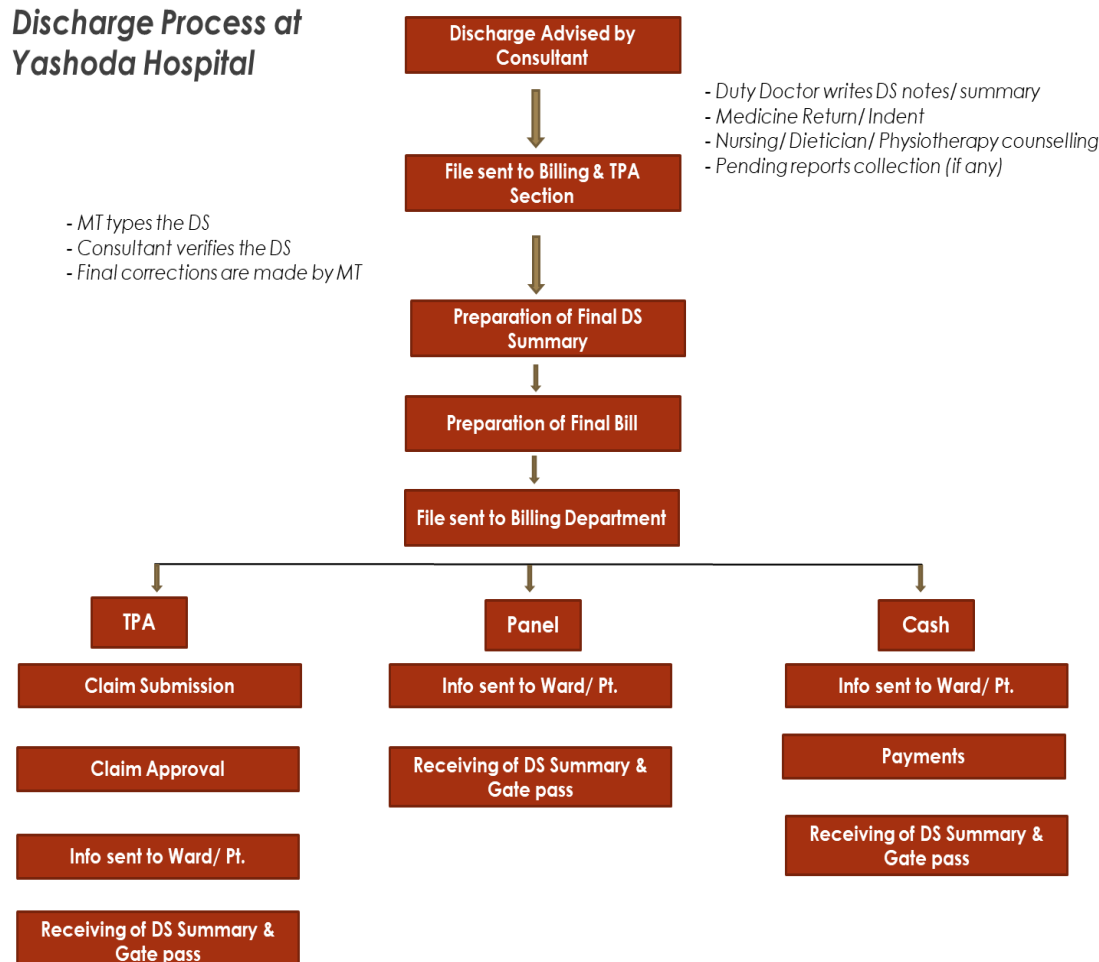 Discharge Process at
Yashoda Hospital
Discharge Advised by
Consultant
- Duty Doctor writes DS notes/ summary
- Medicine Return/ Indent
- Nursing/ Dietician/ Physiotherapy counselling
- Pending reports collection (if any)
File sent to Billing & TPA
Section
- MT types the DS
- Consultant verifies the DS
- Final corrections are made by MT
Preparation of Final DS
Summary
Preparation of Final Bill
File sent to Billing Department
TPA
Claim Submission
Claim Approval
Info sent to Ward/ Pt.
Receiving of DS Summary &
Gate pass
Panel
Info sent to Ward/ Pt.
Receiving of DS Summary &
Gate pass
Cash
Info sent to Ward/ Pt.
Payments
Receiving of DS Summary &
Gate pass